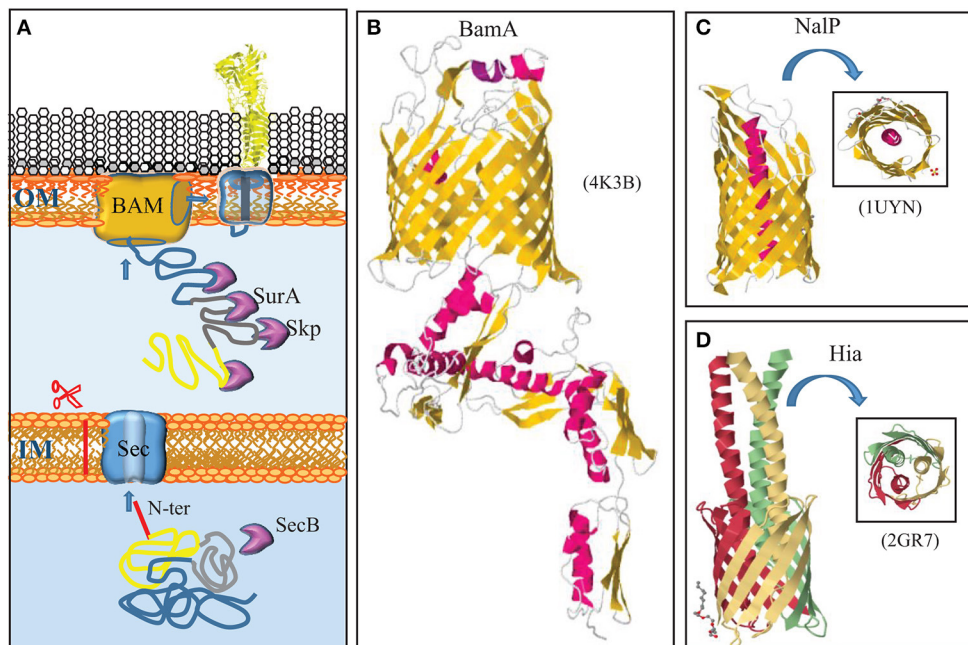 A
OM
BAM
SurA
Skp
IM
Sec
N-ter
SecB
B
BamA
(4K3B)
C
NalP
(1UYN)
D
Hia
(2GR7)